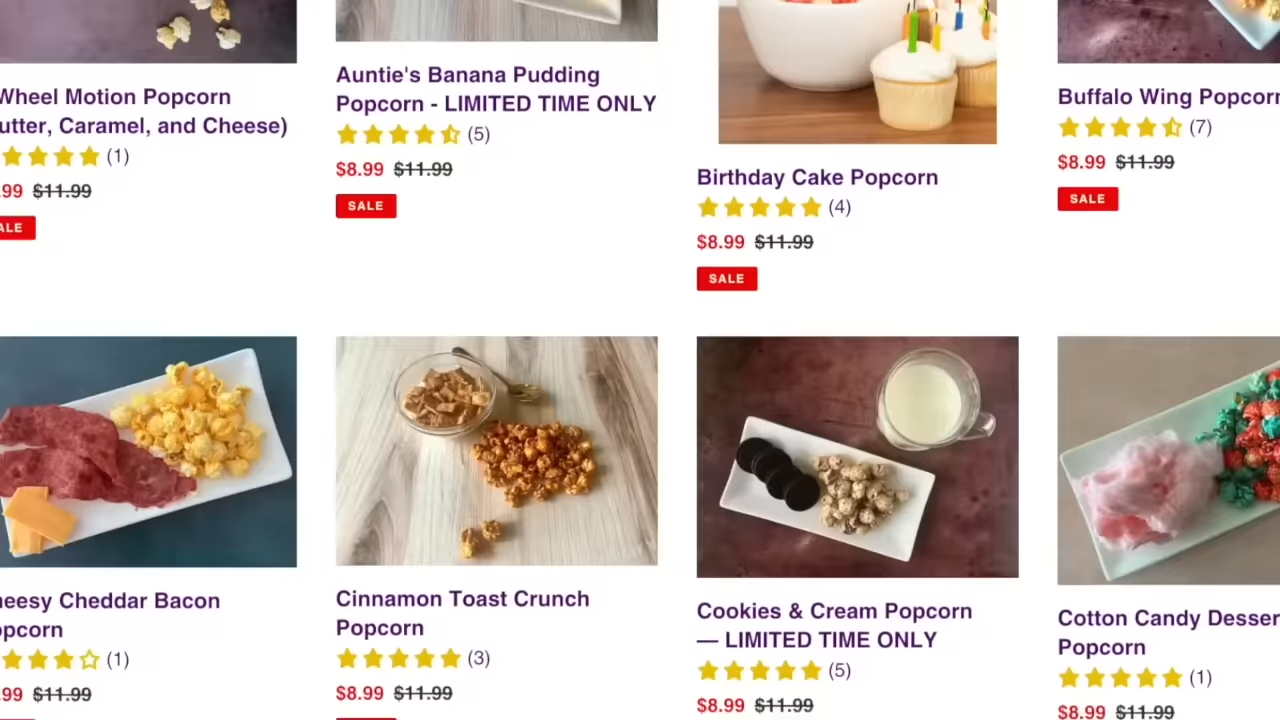 Wheel Motion Popcorn
utter, Caramel, and Cheese)
(1)
.99 $11.99
ALE
Auntie's Banana Pudding
Popcorn - LIMITED TIME ONLY
(5)
$8.99 $11.99
SALE
Birthday Cake Popcorn
(4)
$8.99 $11.99
SALE
Buffalo Wing Popcorn
(7)
$8.99 $11.99
SALE
heesy Cheddar Bacon
opcorn
(1)
.99 $11.99
Cinnamon Toast Crunch
Popcorn
(3)
$8.99 $11.99
Cookies & Cream Popcorn
— LIMITED TIME ONLY
(5)
$8.99 $11.99
Cotton Candy Desser
Popcorn
(1)
$8.99 $11.99